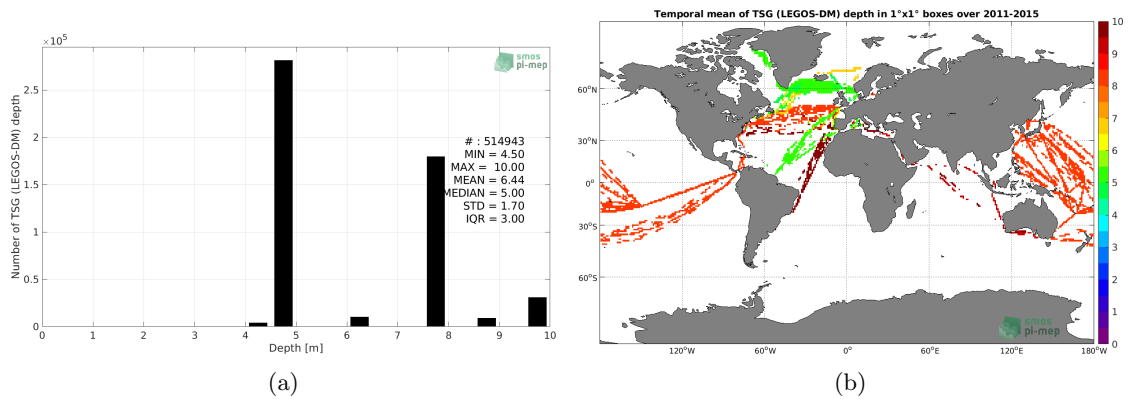 ×10⁵
smos
pi-mep
2.5
2
1.5
1
0.5
0
Number of TSG (LEGOS-DM) depth
# : 514943
MIN = 4.50
MAX = 10.00
MEAN = 6.44
MEDIAN = 5.00
STD = 1.70
IQR = 3.00
0 1 2 3 4 5 6 7 8 9 10
Depth [m]
(a)
Temporal mean of TSG (LEGOS-DM) depth in 1°x1° boxes over 2011-2015
60°N
30°N
0°
30°S
60°S
120°W 60°W 0° 60°E 120°E 180°W
smos
pi-mep
10
9
8
7
6
5
4
3
2
1
0
(b)